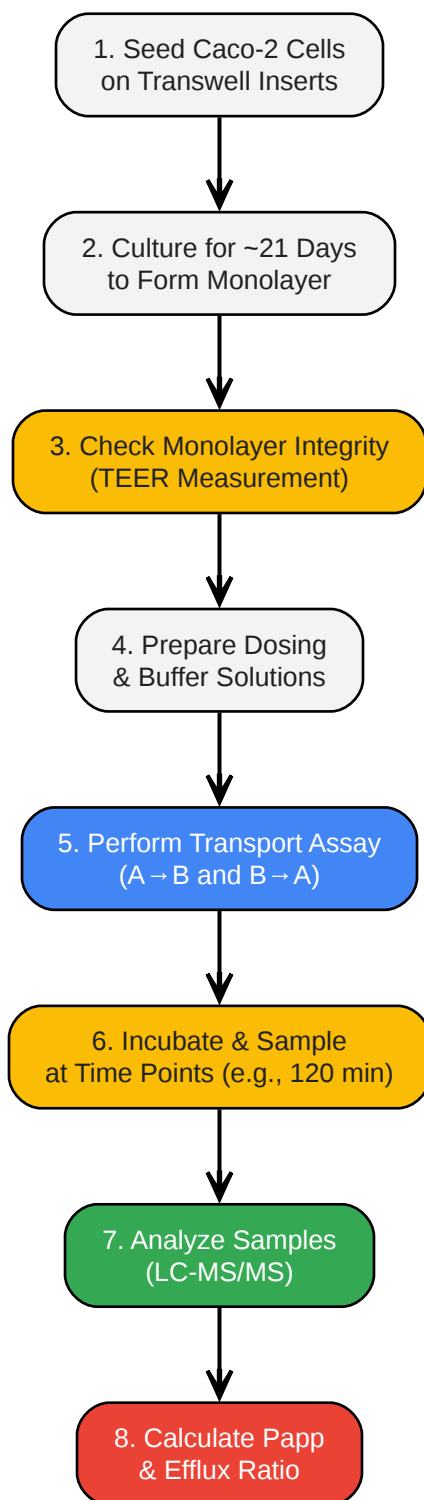 1. Seed Caco-2 Cells
on Transwell Inserts
2. Culture for ~21 Days
to Form Monolayer
3. Check Monolayer Integrity
(TEER Measurement)
4. Prepare Dosing
& Buffer Solutions
5. Perform Transport Assay
(A→B and B→A)
6. Incubate & Sample
at Time Points (e.g., 120 min)
7. Analyze Samples
(LC-MS/MS)
8. Calculate Papp
& Efflux Ratio